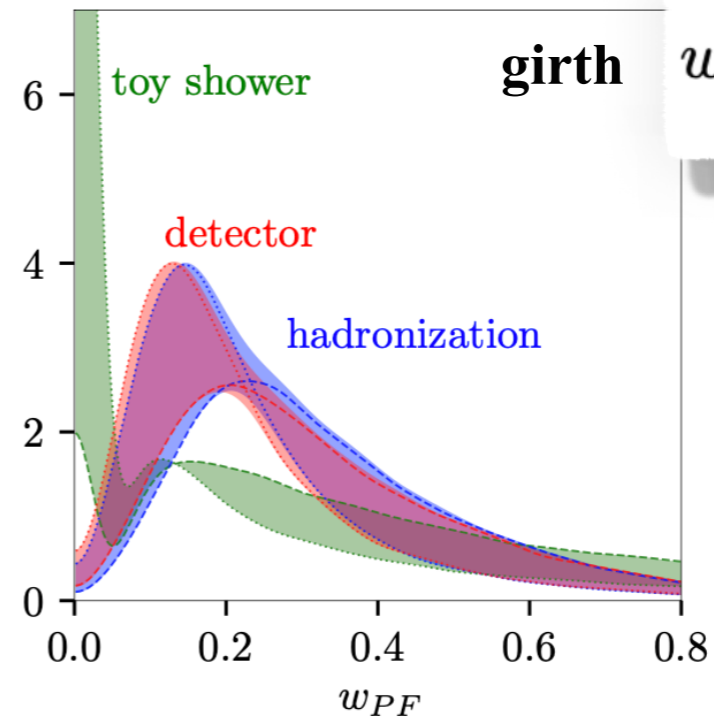 girth
w
toy shower
detector
hadronization
6
4
2
0
0.0 0.2 0.4 0.6 0.8
w_{PF}